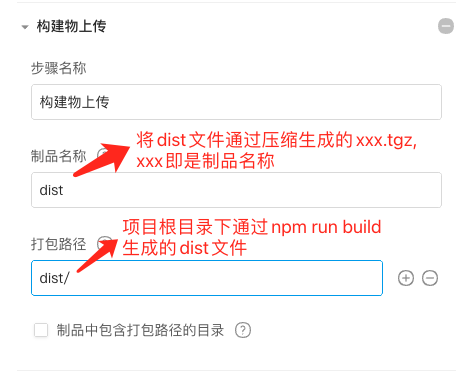 构建物上传
步骤名称
构建物上传
将dist文件通过压缩生成的xxx.tgz,
xxx即是制品名称
制品名称
dist
项目根目录下通过npm run build
生成的dist文件
打包路径
dist/
制品中包含打包路径的目录